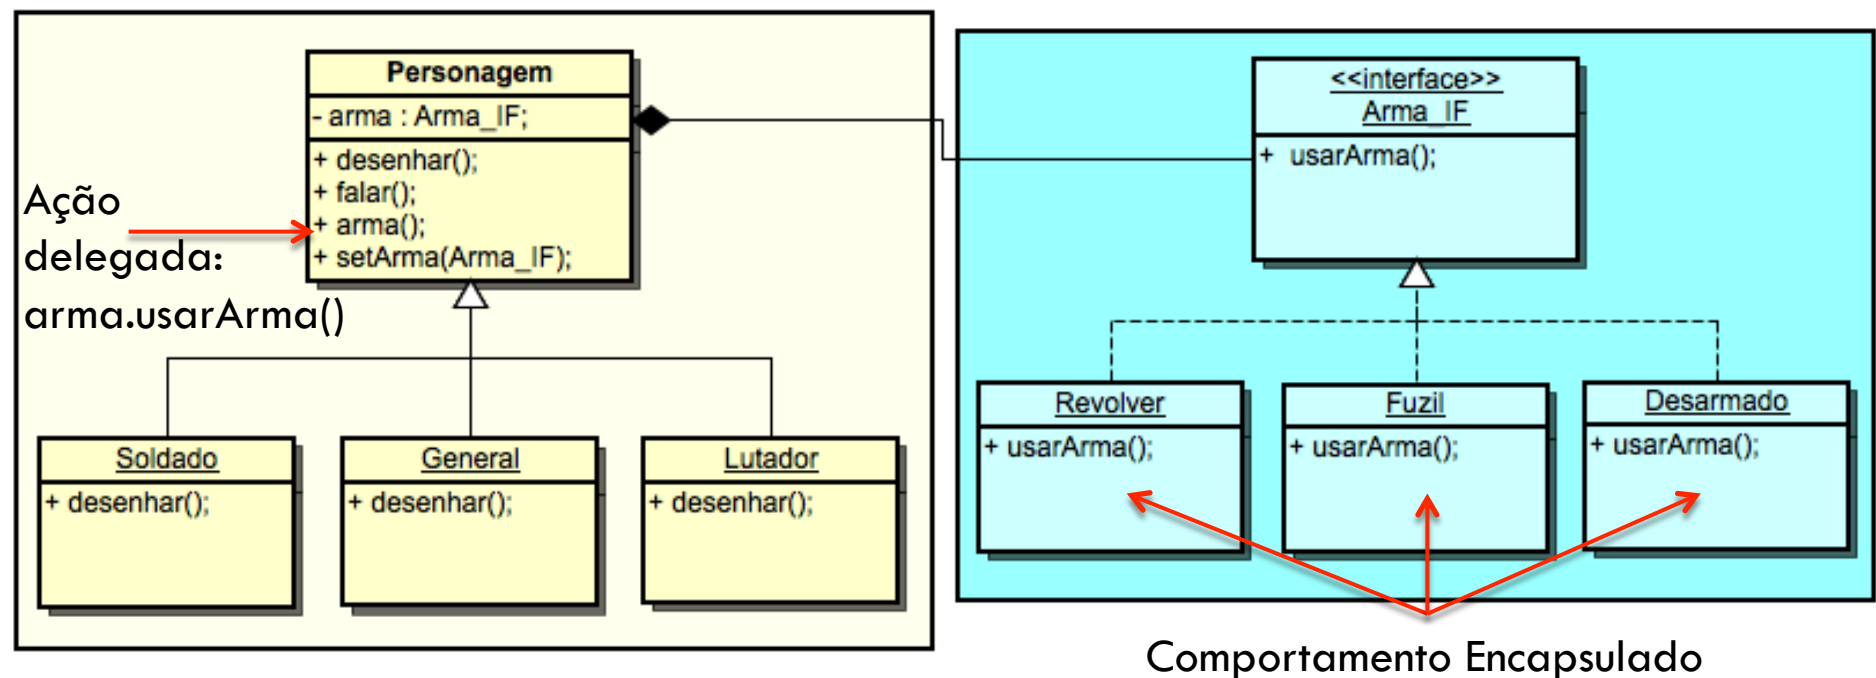 Personagem
- arma : Arma_IF;
+ desenhar();
+ falar();
+ arma();
+ setArma(Arma_IF);
Ação
delegada:
arma.usarArma()
Soldado
+ desenhar();
General
+ desenhar();
Lutador
+ desenhar();
<<interface>>
Arma_IF
+ usarArma();
Revolver
+ usarArma();
Fuzil
+ usarArma();
Desarmado
+ usarArma();
Comportamento Encapsulado